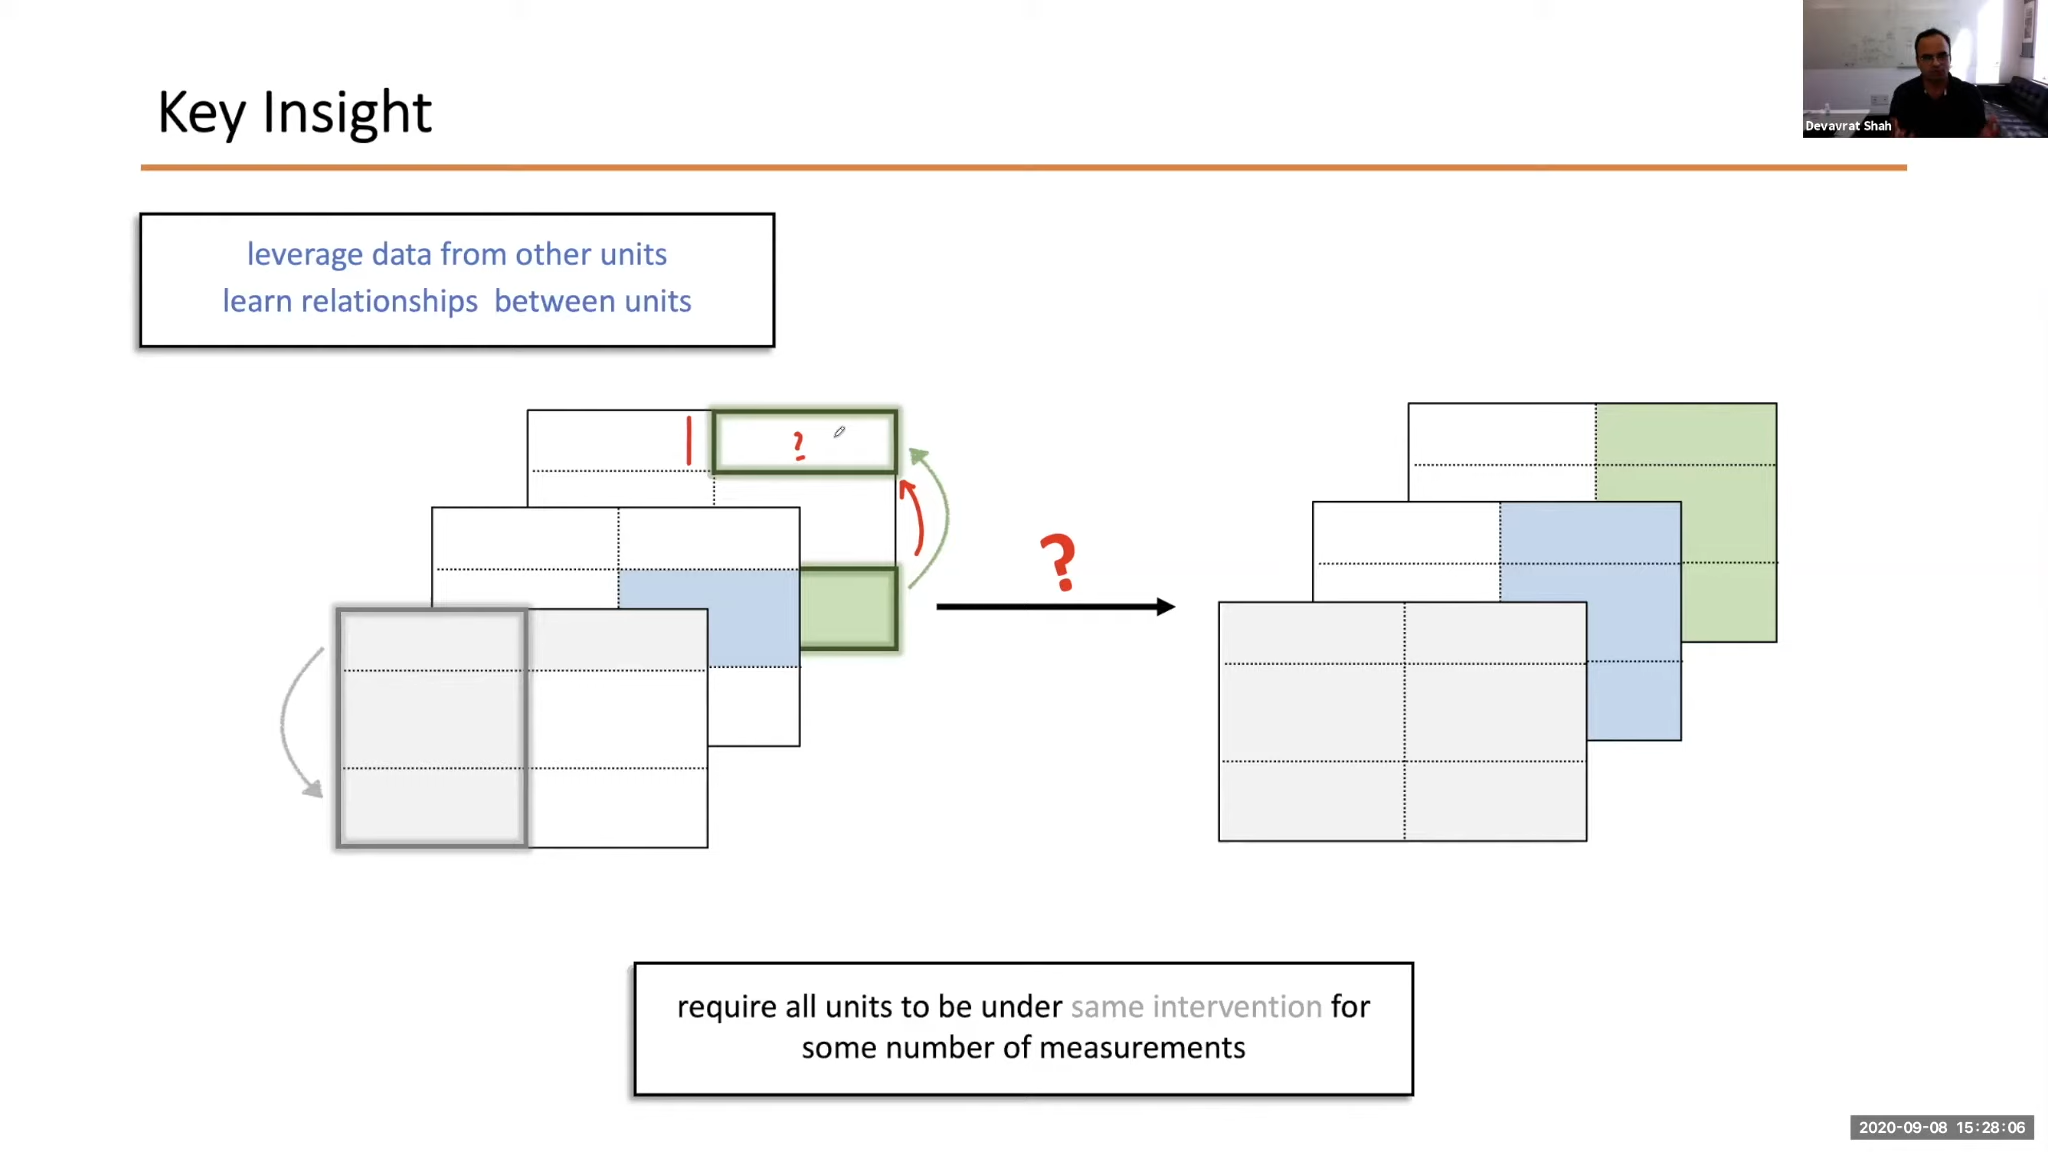 Devavrat Shah
Key Insight
leverage data from other units
learn relationships between units
?
?
require all units to be under same intervention for
some number of measurements
2020-09-08 15:28:06